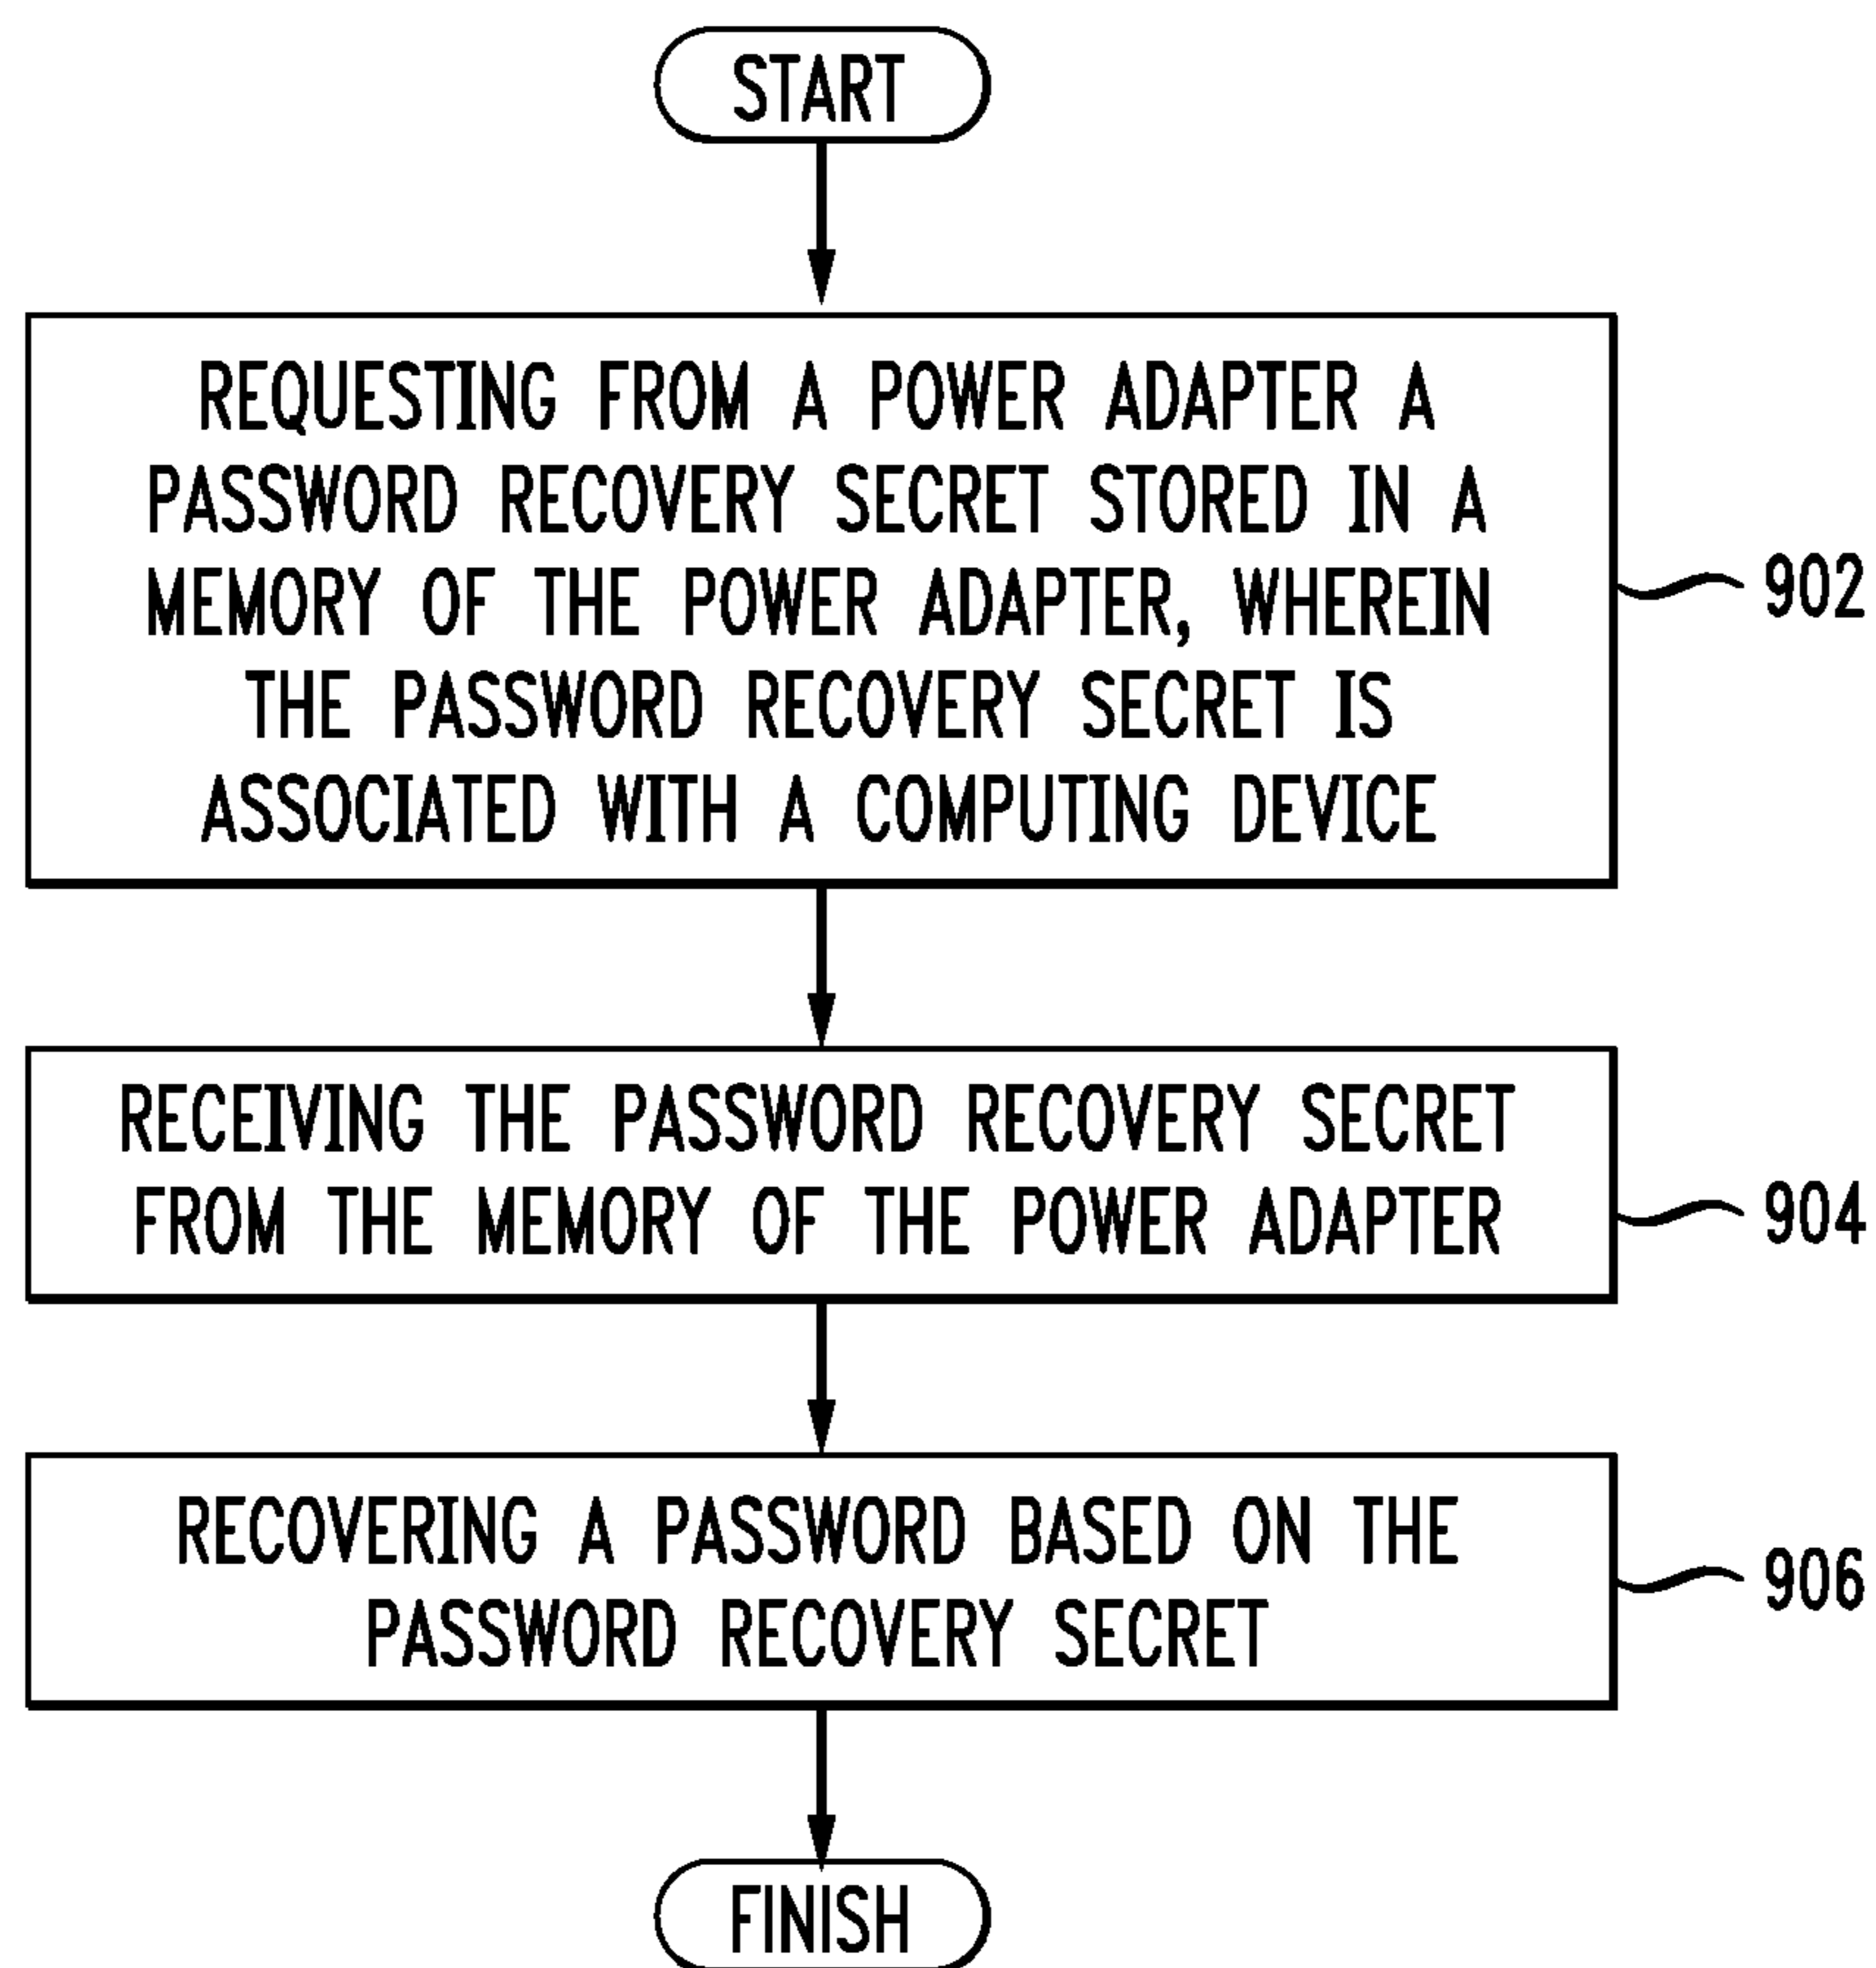 START
REQUESTING FROM A POWER ADAPTER A
PASSWORD RECOVERY SECRET STORED IN A
MEMORY OF THE POWER ADAPTER, WHEREIN
THE PASSWORD RECOVERY SECRET IS
ASSOCIATED WITH A COMPUTING DEVICE
902
RECEIVING THE PASSWORD RECOVERY SECRET
FROM THE MEMORY OF THE POWER ADAPTER
904
RECOVERING A PASSWORD BASED ON THE
PASSWORD RECOVERY SECRET
906
FINISH